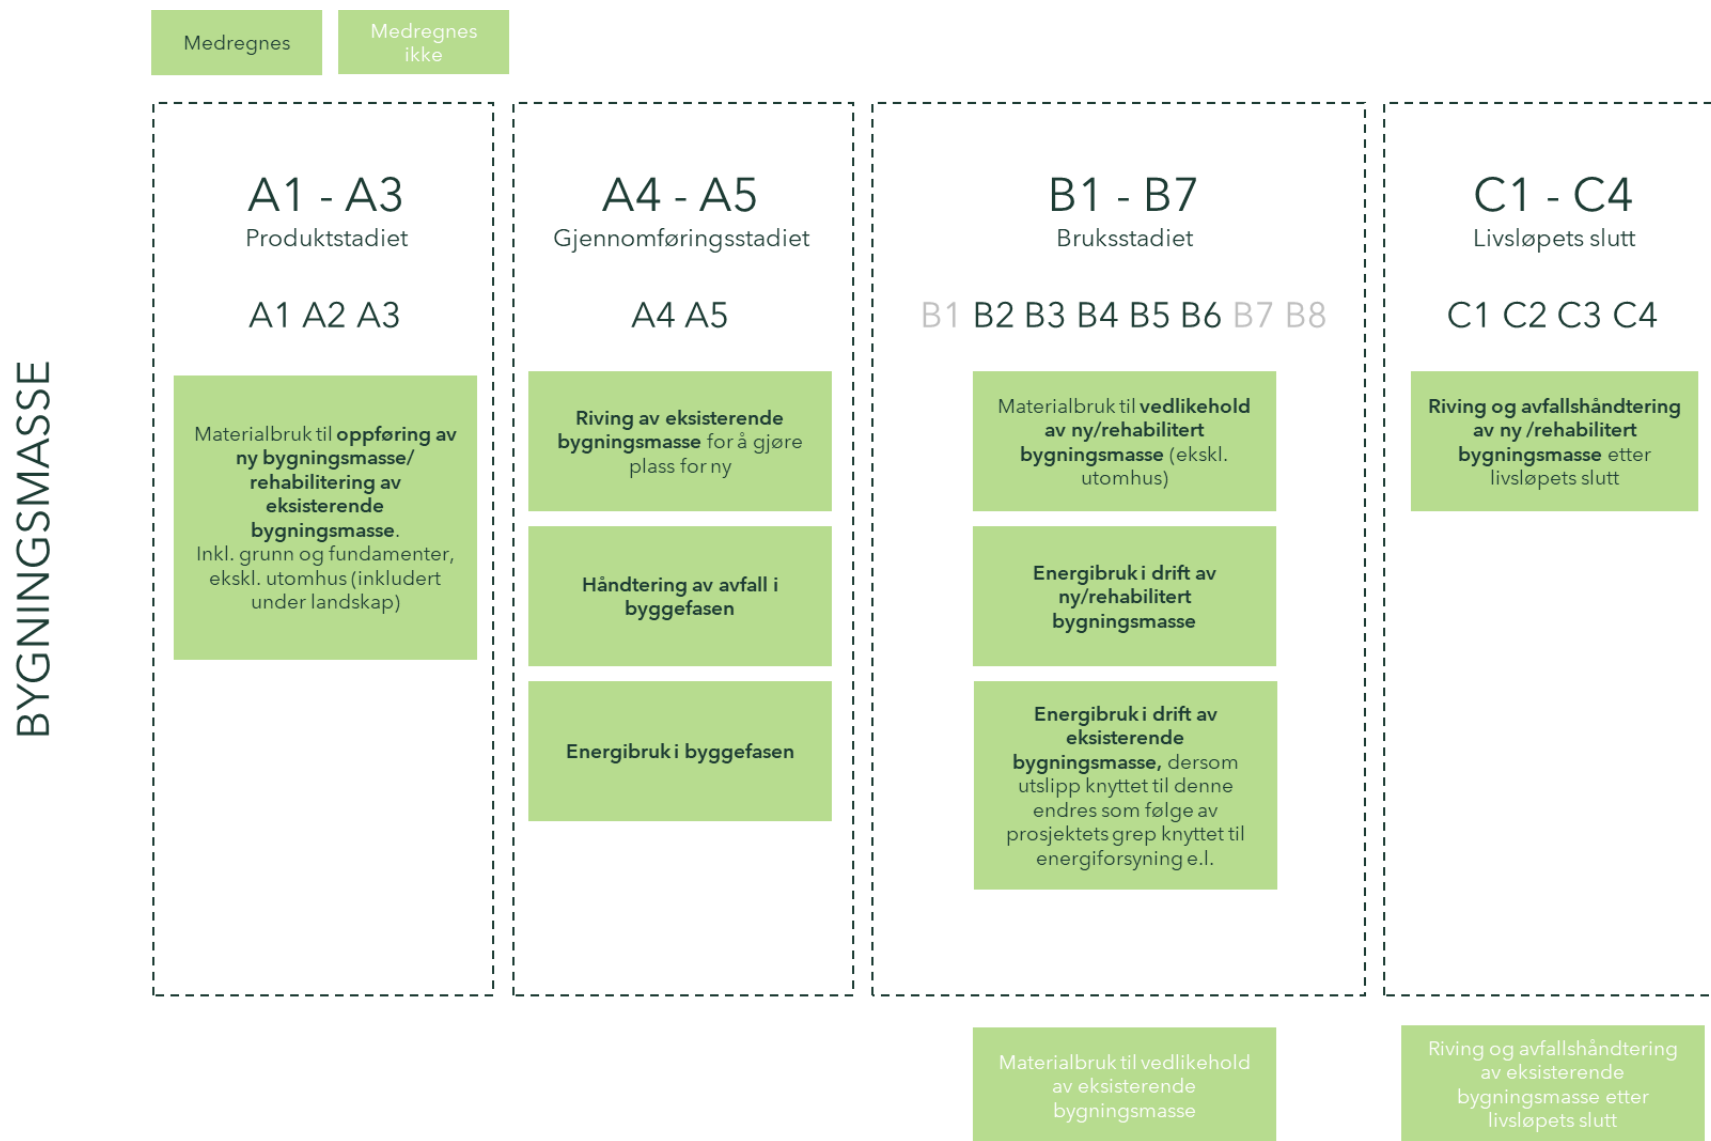 Medregnes
Medregnes
ikke
BYGNINGSMASSE
A1 - A3
Produktstadiet
A1 A2 A3
Materialbruk til oppføring av
ny bygningsmasse/
rehabilitering av
eksisterende
bygningsmasse.
Inkl. grunn og fundamenter,
ekskl. utomhus (inkludert
under landskap)
A4 - A5
Gjennomføringsstadiet
A4 A5
Riving av eksisterende
bygningsmasse for å gjøre
plass for ny
Håndtering av avfall i
byggefasen
Energibruk i byggefasen
B1 - B7
Bruksstadiet
B1 B2 B3 B4 B5 B6 B7 B8
Materialbruk til vedlikehold
av ny/rehabilitert
bygningsmasse (ekskl.
utomhus)
Energibruk i drift av
ny/rehabilitert
bygningsmasse
Energibruk i drift av
eksisterende
bygningsmasse, dersom
utslipp knyttet til denne
endres som følge av
prosjektets grep knyttet til
energiforsyning e.l.
Materialbruk til vedlikehold
av eksisterende
bygningsmasse
C1 - C4
Livsløpets slutt
C1 C2 C3 C4
Riving og avfallshåndtering
av ny /rehabilitert
bygningsmasse etter
livsløpets slutt
Riving og avfallshåndtering
av eksisterende
bygningsmasse etter
livsløpets slutt